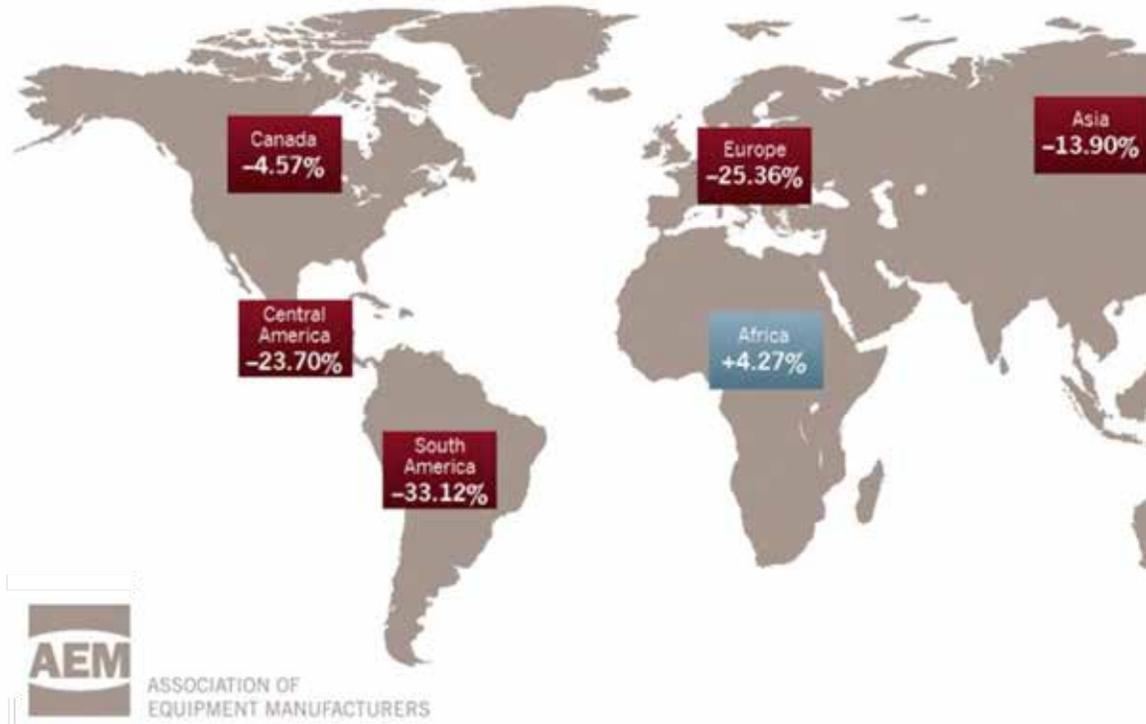 Canada
–4.57%
Europe
–25.36%
Asia
–13.90%
Central
America
–23.70%
Africa
+4.27%
South
America
–33.12%
AEM
ASSOCIATION OF
EQUIPMENT MANUFACTURERS